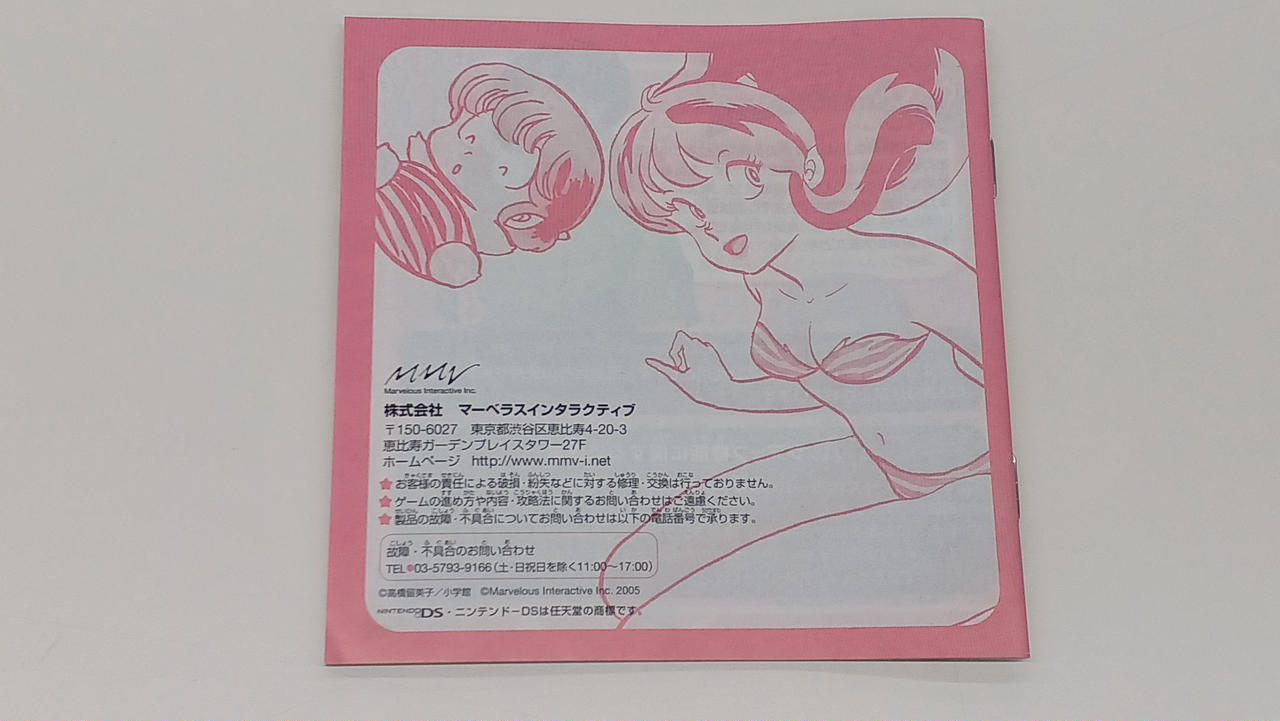 MMV
Marvelous Interactive Inc.
株式会社 マーベラスインタラクティブ
〒150-6027 東京都渋谷区恵比寿4-20-3
恵比寿ガーデンプレイスタワー27F
ホームページ http://www.mmv-i.net
★お客様の責任による破損・紛失などに対する修理・交換は行っておりません。
★ゲームの進め方や内容・攻略法に関するお問い合わせはご遠慮ください。
★製品の故障・不具合についてお問い合わせは以下の電話番号で承ります。
故障・不具合のお問い合わせ
TEL●03-5793-9166(土・日祝日を除く11:00〜17:00)
©高橋留美子/小学館 ©Marvelous Interactive Inc. 2005
NINTENDO DS・ニンテンドーDSは任天堂の商標です。